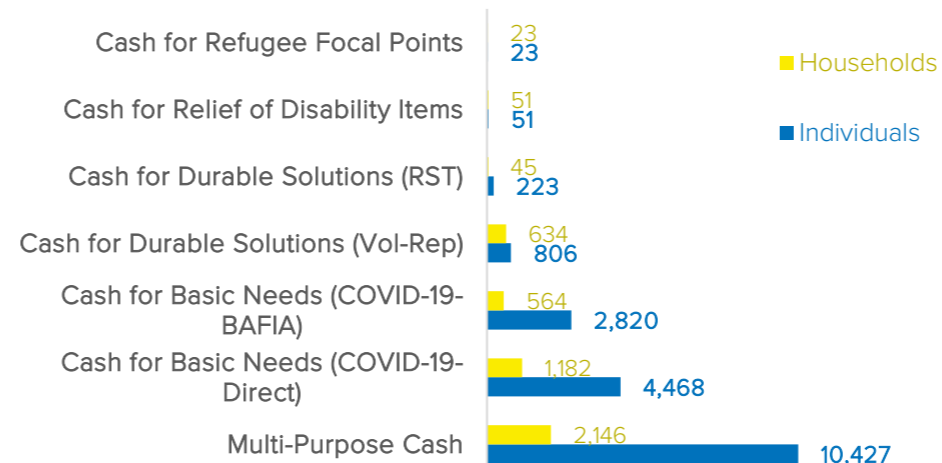 Cash for Refugee Focal Points
23
23
Households
Cash for Relief of Disability Items
51
51
Individuals
Cash for Durable Solutions (RST)
45
223
Cash for Durable Solutions (Vol-Rep)
634
806
Cash for Basic Needs (COVID-19-
BAFIA)
564
2,820
Cash for Basic Needs (COVID-19-
Direct)
1,182
4,468
Multi-Purpose Cash
2,146
10,427